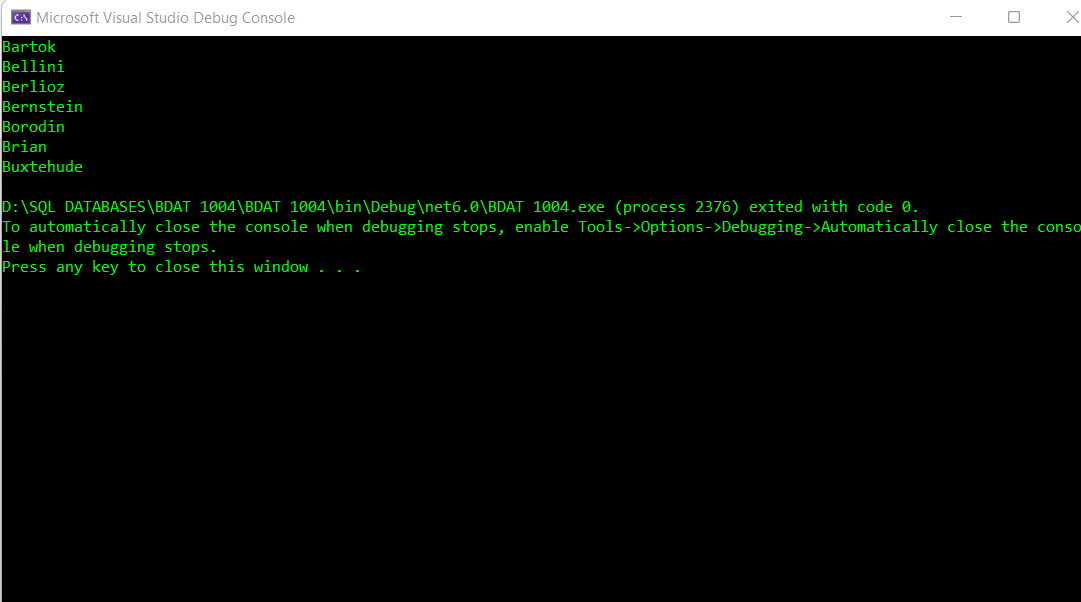 Microsoft Visual Studio Debug Console
Bartok
Bellini
Berlioz
Bernstein
Borodin
Brian
Buxtehude
D:\SQL DATABASES\BDAT 1004\BDAT 1004\bin\Debug\net6.0\BDAT 1004.exe (process 2376) exited with code 0.
To automatically close the console when debugging stops, enable Tools->Options->Debugging->Automatically close the conso
le when debugging stops.
Press any key to close this window . . .